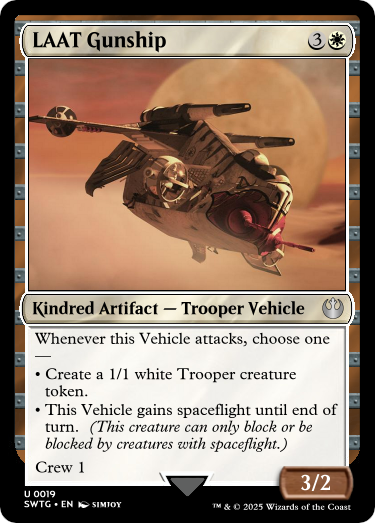 LAAT Gunship 3
Kindred Artifact — Trooper Vehicle
Whenever this Vehicle attacks, choose one
—
• Create a 1/1 white Trooper creature
token.
• This Vehicle gains spaceflight until end of
turn. (This creature can only block or be
blocked by creatures with spaceflight.)
Crew 1
3/2
U 0019
SWTG • EN SIMJOY
™ & © 2025 Wizards of the Coast